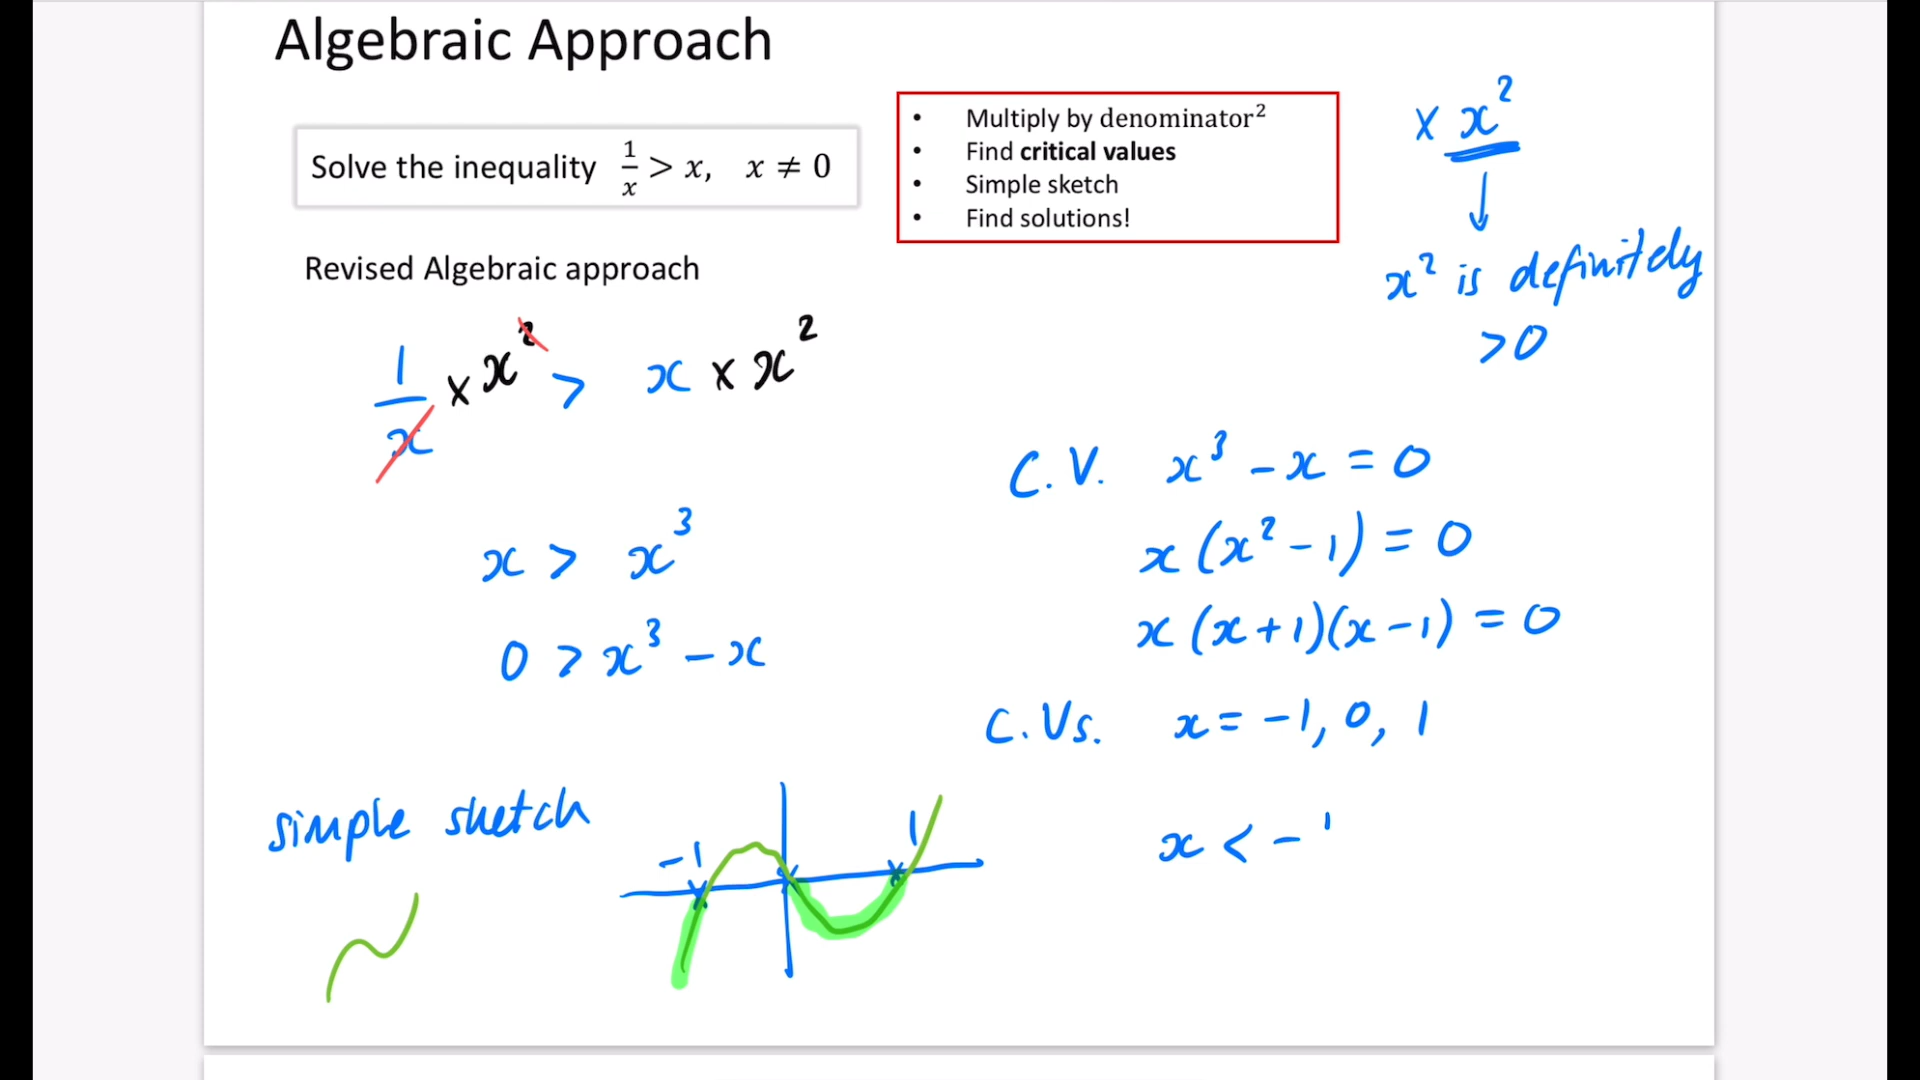 Algebraic Approach
Solve the inequality 1/x > x, x ≠ 0
• Multiply by denominator²
• Find critical values
• Simple sketch
• Find solutions!
× x²
↓
x² is definitely
>0
Revised Algebraic approach
1/x × x² > x × x²
x > x³
0 > x³ - x
C.V. x³ - x = 0
x(x² - 1) = 0
x(x+1)(x-1) = 0
C.Vs. x = -1, 0, 1
simple sketch
-1
1
x < -1